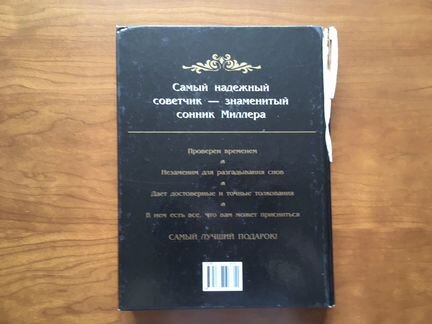 Самый надежный
советчик — знаменитый
сонник Миллера
Проверен временем
Незаменим для разгадывания снов
Дает достоверные и точные толкования
В нем есть все, что вам может присниться
САМЫЙ ЛУЧШИЙ ПОДАРОК!